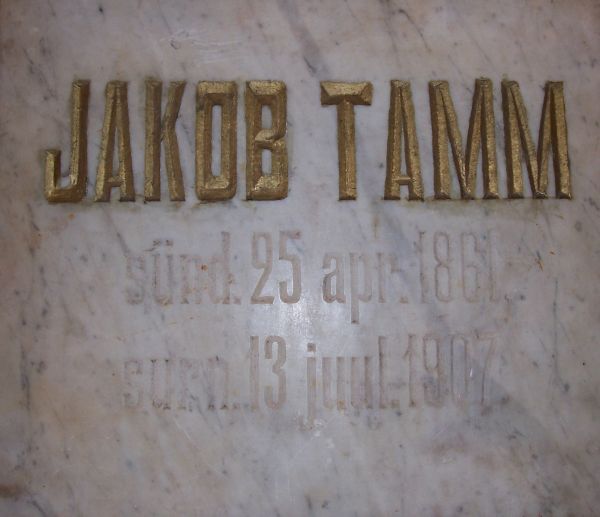 JAKOB TAMM
sünd. 25 apr. 1861.
surn. 13 juul. 1907.